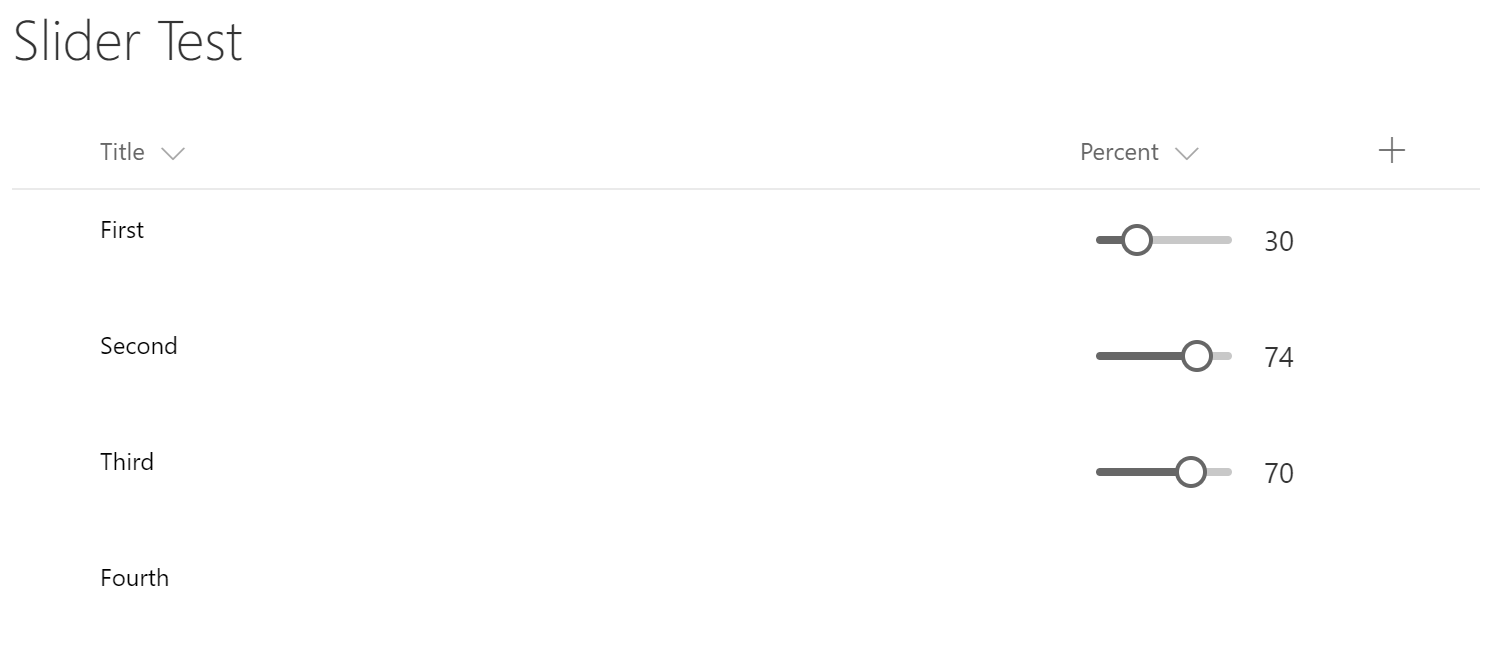 Slider Test
Title Percent
First 30
Second 74
Third 70
Fourth